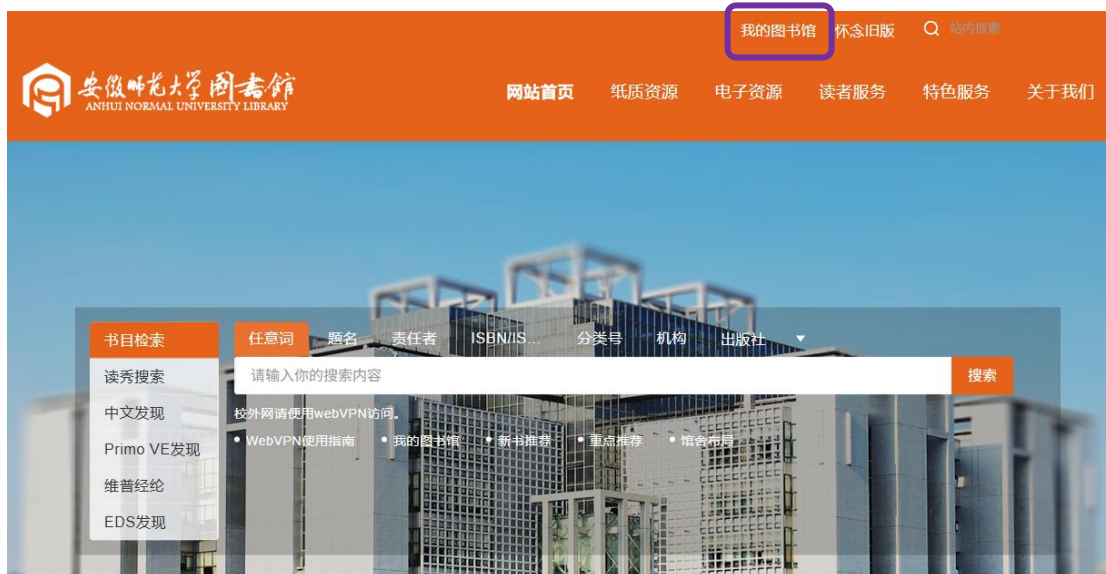 我的图书馆 怀念旧版 站内搜索
安徽师范大学图书馆
ANHUI NORMAL UNIVERSITY LIBRARY
网站首页 纸质资源 电子资源 读者服务 特色服务 关于我们
书目检索 任意词 题名 责任者 ISBN/IS... 分类号 机构 出版社
读秀搜索 请输入你的搜索内容 搜索
中文发现 校外网请使用webVPN访问。
Primo VE发现 • WebVPN使用指南 • 我的图书馆 • 新书推荐 • 重点推荐 • 馆舍布局
维普经纶
EDS发现